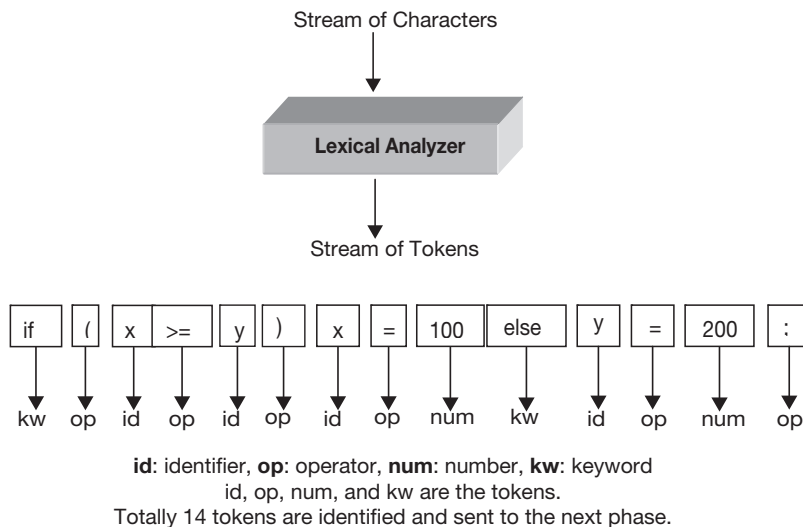 Stream of Characters
Lexical Analyzer
Stream of Tokens
if ( x >= y ) x = 100 else y = 200 ;
kw op id op id op id op num kw id op num op
id: identifier, op: operator, num: number, kw: keyword
id, op, num, and kw are the tokens.
Totally 14 tokens are identified and sent to the next phase.